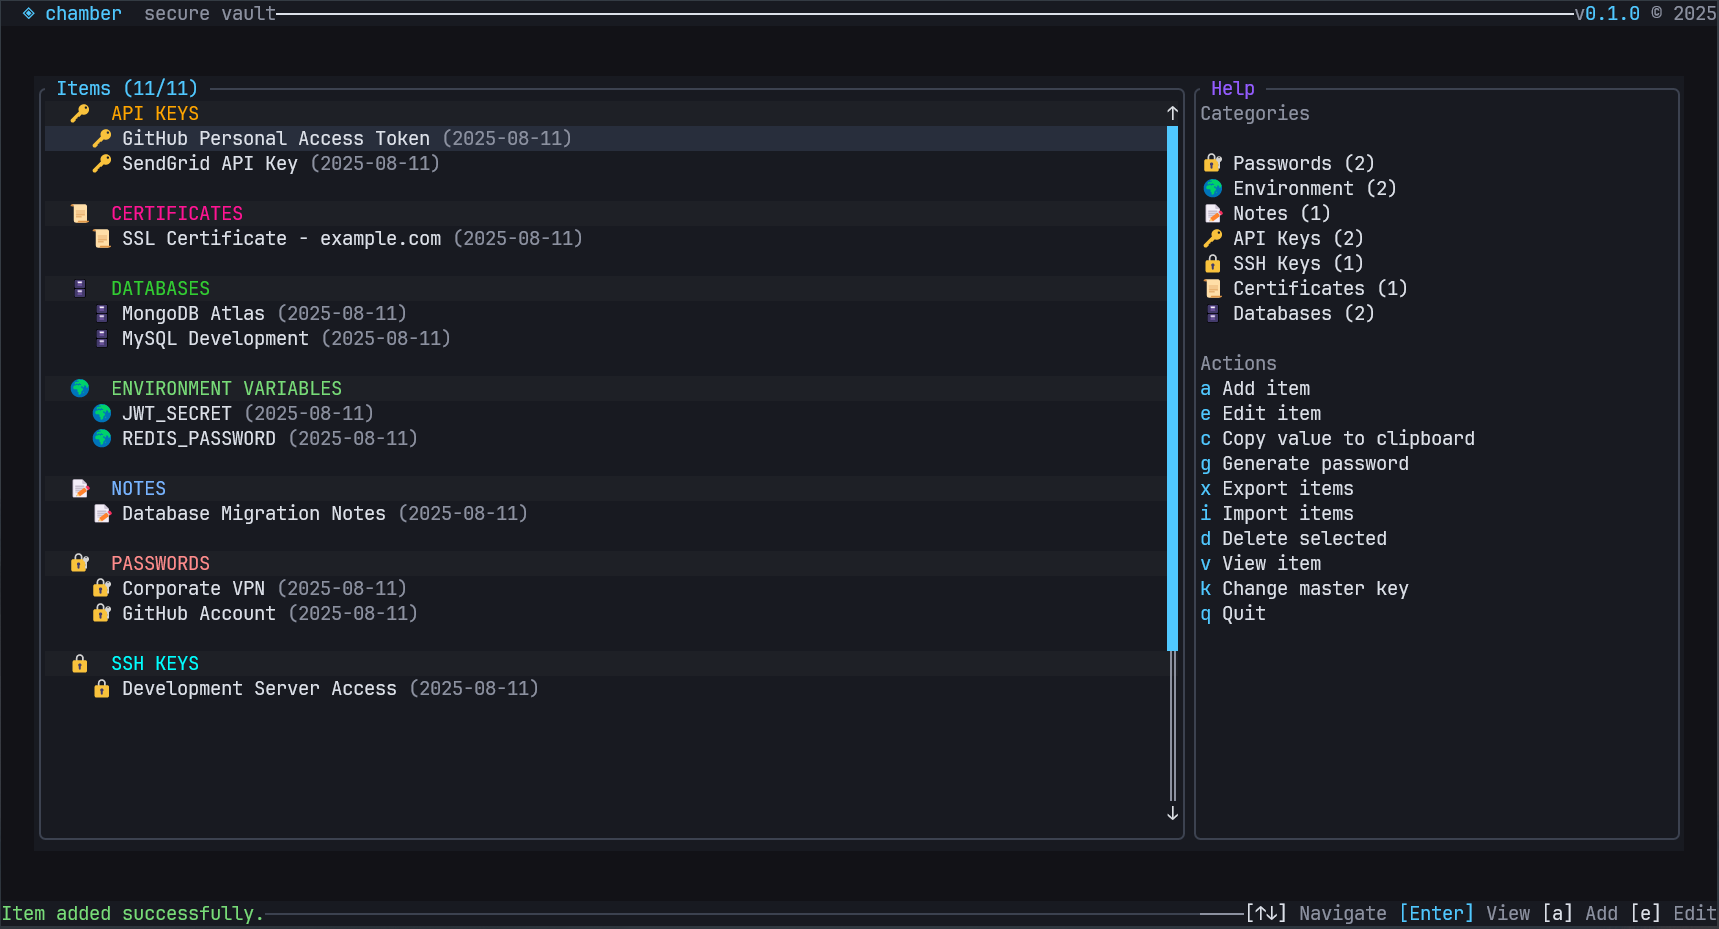 ◈ chamber secure vault v0.1.0 © 2025
Items (11/11)
API KEYS
GitHub Personal Access Token (2025-08-11)
SendGrid API Key (2025-08-11)
CERTIFICATES
SSL Certificate - example.com (2025-08-11)
DATABASES
MongoDB Atlas (2025-08-11)
MySQL Development (2025-08-11)
ENVIRONMENT VARIABLES
JWT_SECRET (2025-08-11)
REDIS_PASSWORD (2025-08-11)
NOTES
Database Migration Notes (2025-08-11)
PASSWORDS
Corporate VPN (2025-08-11)
GitHub Account (2025-08-11)
SSH KEYS
Development Server Access (2025-08-11)
Help
Categories
Passwords (2)
Environment (2)
Notes (1)
API Keys (2)
SSH Keys (1)
Certificates (1)
Databases (2)
Actions
a Add item
e Edit item
c Copy value to clipboard
g Generate password
x Export items
i Import items
d Delete selected
v View item
k Change master key
q Quit
Item added successfully.
[↑↓] Navigate [Enter] View [a] Add [e] Edit